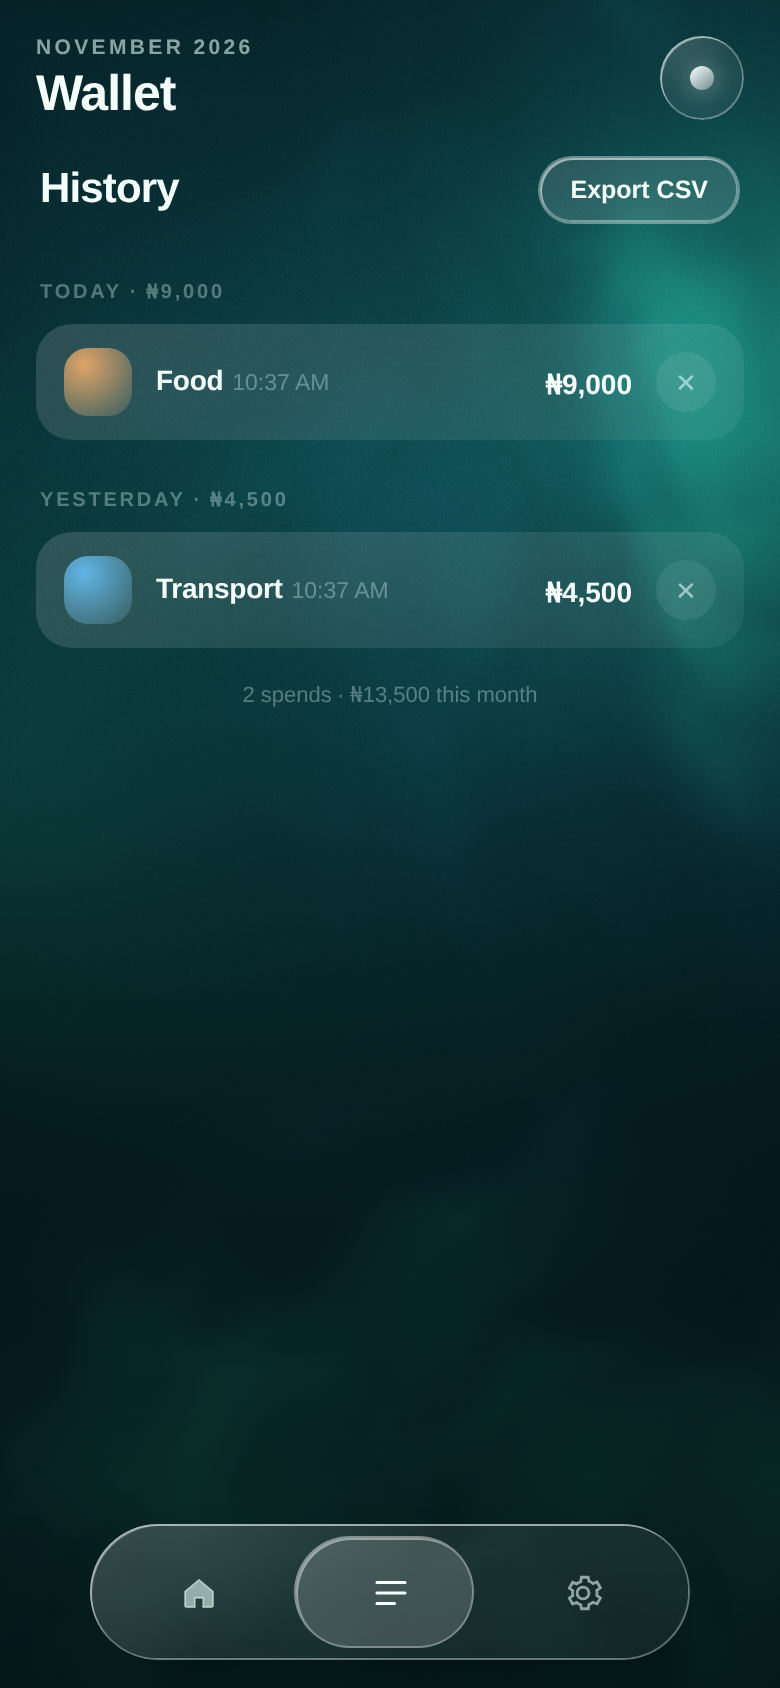 NOVEMBER 2026
Wallet
History
Export CSV
TODAY · ₦9,000
Food 10:37 AM
₦9,000
YESTERDAY · ₦4,500
Transport 10:37 AM
₦4,500
2 spends · ₦13,500 this month